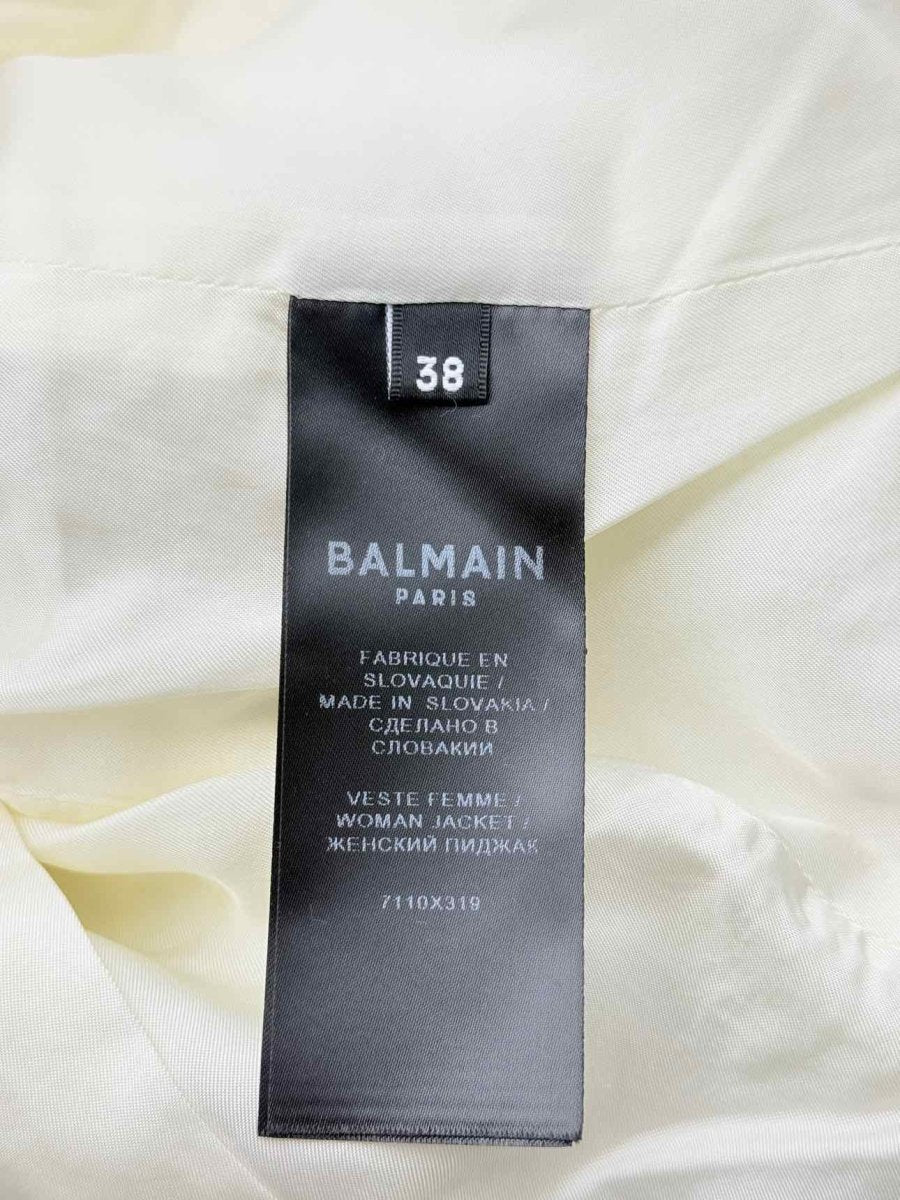 38
BALMAIN
PARIS
FABRIQUE EN
SLOVAQUIE /
MADE IN SLOVAKIA /
СДЕЛАНО В
СЛОВАКИИ
VESTE FEMME /
WOMAN JACKET /
ЖЕНСКИЙ ПИДЖАК
7110X319